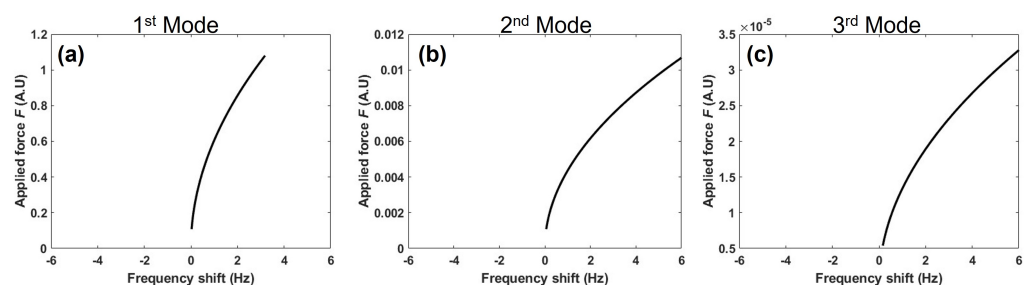 1st Mode
(a)
Applied force F (A.U)
1.2
1
0.8
0.6
0.4
0.2
0
-6 -4 -2 0 2 4 6
Frequency shift (Hz)
2nd Mode
(b)
Applied force F (A.U)
0.012
0.01
0.008
0.006
0.004
0.002
0
-6 -4 -2 0 2 4 6
Frequency shift (Hz)
3rd Mode
(c)
Applied force F (A.U)
×10-5
3.5
3
2.5
2
1.5
1
0.5
-6 -4 -2 0 2 4 6
Frequency shift (Hz)